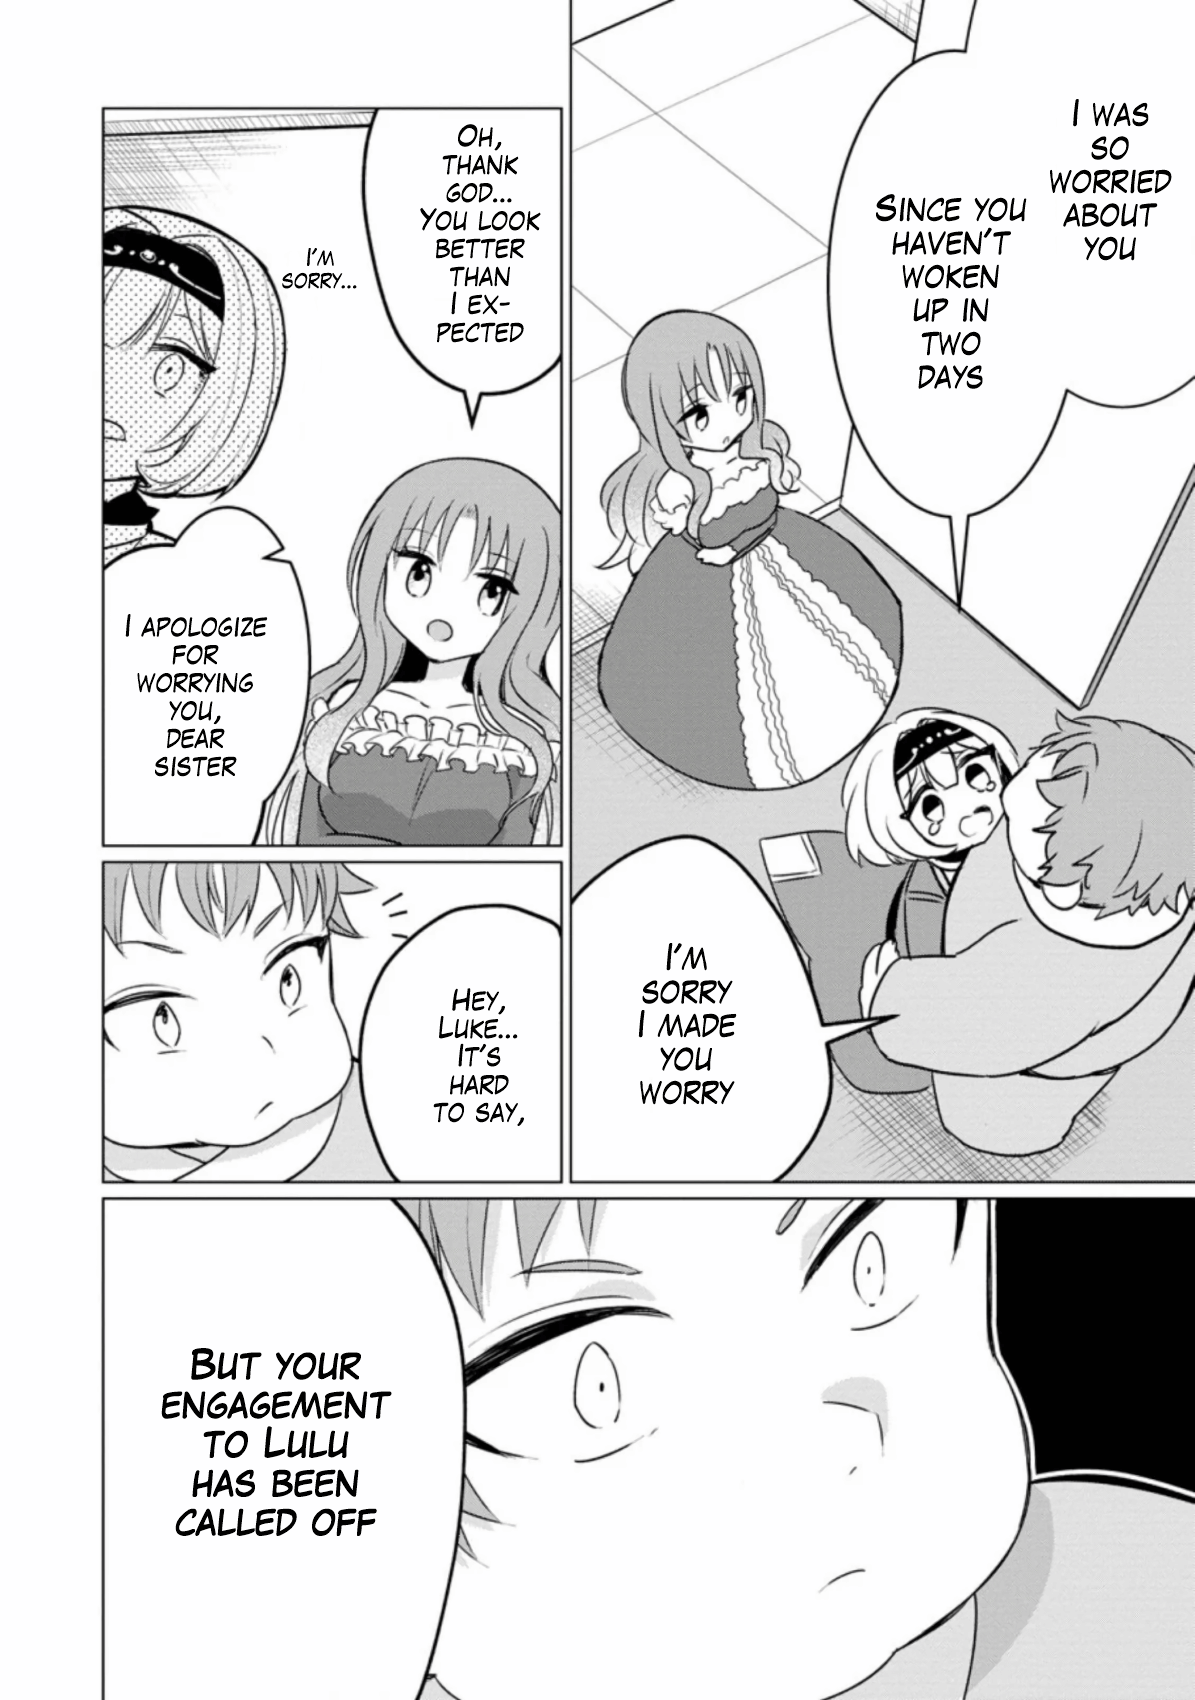 I WAS
SO
WORRIED
ABOUT
YOU
SINCE YOU
HAVEN'T
WOKEN
UP IN
TWO
DAYS
I'M
SORRY
I MADE
YOU
WORRY
OH,
THANK
GOD...
YOU LOOK
BETTER
THAN
I EX-
PECTED
I'M
SORRY...
I APOLOGIZE
FOR
WORRYING
YOU,
DEAR
SISTER
HEY,
LUKE...
IT'S
HARD
TO SAY,
BUT YOUR
ENGAGEMENT
TO LULU
HAS BEEN
CALLED OFF